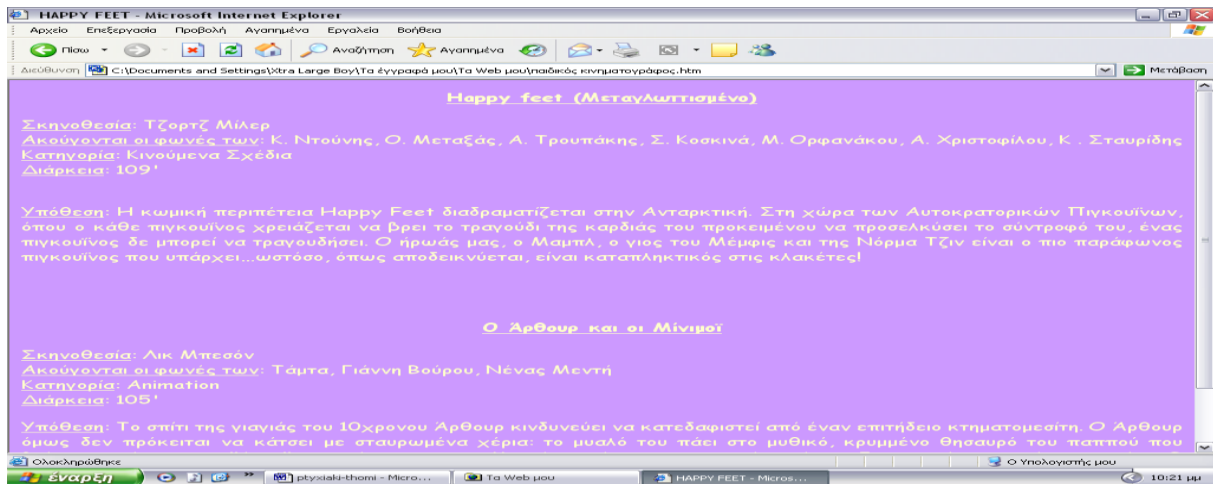 HAPPY FEET - Microsoft Internet Explorer
Αρχείο Επεξεργασία Προβολή Αγαπημένα Εργαλεία Βοήθεια
Πίσω Αναζήτηση Αγαπημένα
Διεύθυνση C:\Documents and Settings\Xtra Large Boy\Τα έγγραφά μου\Τα Web μου\παιδικός κινηματογράφος.htm Μετάβαση
Happy feet (Μεταγλωττισμένο)
Σκηνοθεσία: Τζορτζ Μίλερ
Ακούγονται οι φωνές των: Κ. Ντούνης, Ο. Μεταξάς, Α. Τρουπάκης, Σ. Κοσκινά, Μ. Ορφανάκου, Α. Χριστοφίλου, Κ . Σταυρίδης
Κατηγορία: Κινούμενα Σχέδια
Διάρκεια: 109'
Υπόθεση: Η κωμική περιπέτεια Happy Feet διαδραματίζεται στην Ανταρκτική. Στη χώρα των Αυτοκρατορικών Πιγκουΐνων,
όπου ο κάθε πιγκουΐνος χρειάζεται να βρει το τραγούδι της καρδιάς του προκειμένου να προσελκύσει το σύντροφό του, ένας
πιγκουΐνος δε μπορεί να τραγουδήσει. Ο ήρωάς μας, ο Μαμπλ, ο γιος του Μέμφις και της Νόρμα Τζιν είναι ο πιο παράφωνος
πιγκουΐνος που υπάρχει...ωστόσο, όπως αποδεικνύεται, είναι καταπληκτικός στις κλακέτες!
Ο Άρθουρ και οι Μίνιμοϊ
Σκηνοθεσία: Λικ Μπεσόν
Ακούγονται οι φωνές των: Τάμτα, Γιάννη Βούρου, Νένας Μεντή
Κατηγορία: Animation
Διάρκεια: 105'
Υπόθεση: Το σπίτι της γιαγιάς του 10χρονου Άρθουρ κινδυνεύει να κατεδαφιστεί από έναν επιτήδειο κτηματομεσίτη. Ο Άρθουρ
όμως δεν πρόκειται να κάτσει με σταυρωμένα χέρια: το μυαλό του πάει στο μυθικό, κρυμμένο θησαυρό του παππού που
Ολοκληρώθηκε Ο Υπολογιστής μου
έναρξη ptyxiaki-thomi - Micro... Τα Web μου HAPPY FEET - Micros... 10:21 μμ